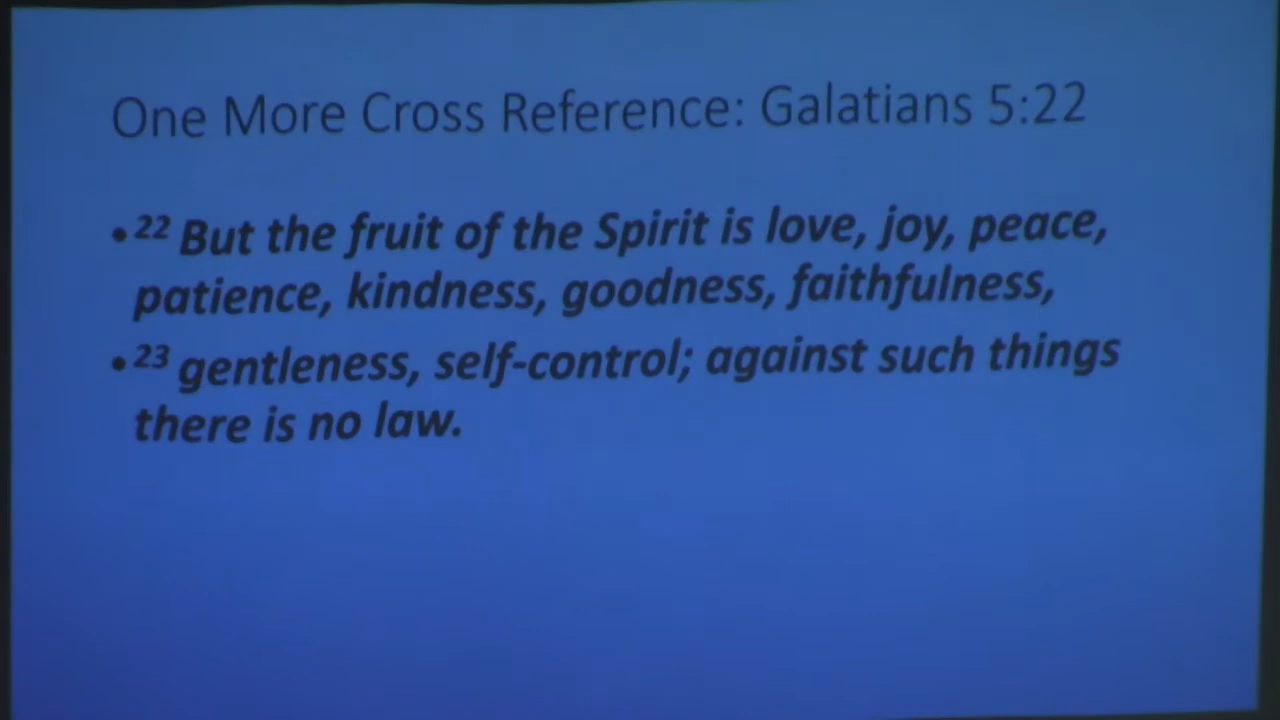 One More Cross Reference: Galatians 5:22
•22 But the fruit of the Spirit is love, joy, peace,
patience, kindness, goodness, faithfulness,
•23 gentleness, self-control; against such things
there is no law.